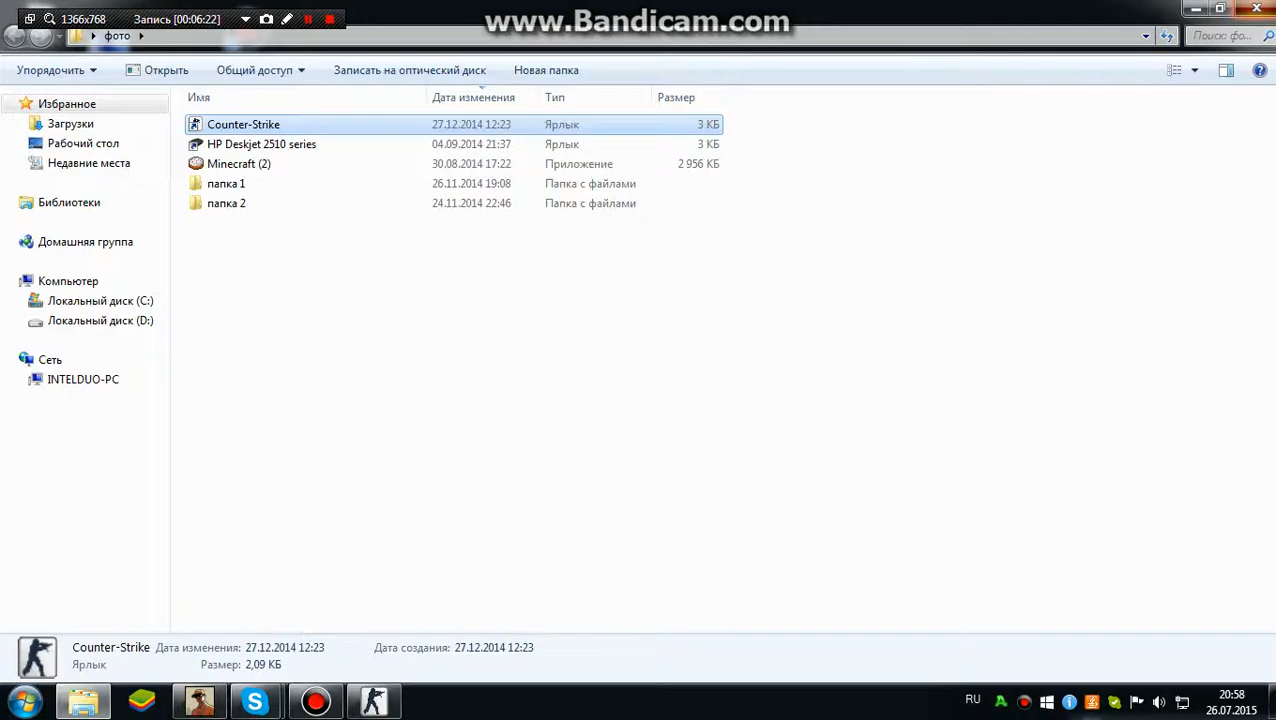 1366x768 Запись [00:06:22]
www.Bandicam.com
фото
Поиск: фо...
Упорядочить Открыть Общий доступ Записать на оптический диск Новая папка
Избранное
Загрузки
Рабочий стол
Недавние места
Библиотеки
Домашняя группа
Компьютер
Локальный диск (C:)
Локальный диск (D:)
Сеть
INTELDUO-PC
Имя Дата изменения Тип Размер
Counter-Strike 27.12.2014 12:23 Ярлык 3 КБ
HP Deskjet 2510 series 04.09.2014 21:37 Ярлык 3 КБ
Minecraft (2) 30.08.2014 17:22 Приложение 2 956 КБ
папка 1 26.11.2014 19:08 Папка с файлами
папка 2 24.11.2014 22:46 Папка с файлами
Counter-Strike Дата изменения: 27.12.2014 12:23 Дата создания: 27.12.2014 12:23
Ярлык Размер: 2,09 КБ
RU
20:58
26.07.2015